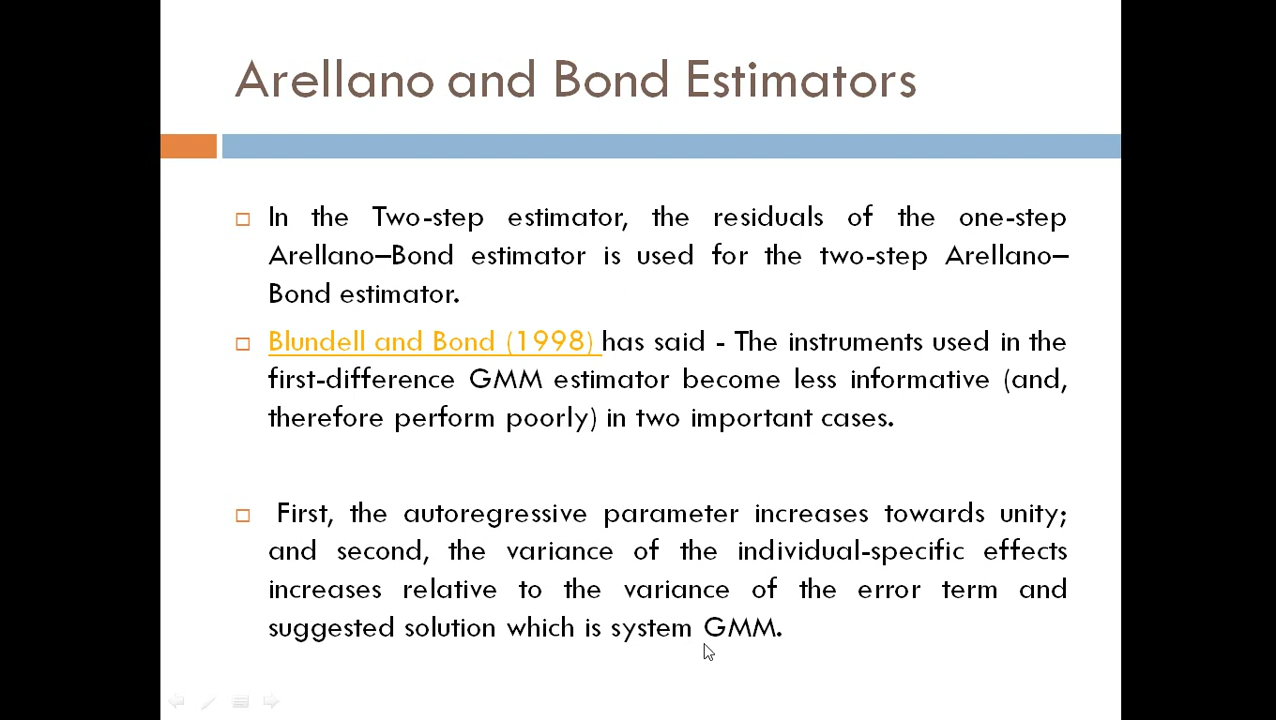 Arellano and Bond Estimators
In the Two-step estimator, the residuals of the one-step
Arellano–Bond estimator is used for the two-step Arellano–
Bond estimator.
Blundell and Bond (1998) has said - The instruments used in the
first-difference GMM estimator become less informative (and,
therefore perform poorly) in two important cases.
First, the autoregressive parameter increases towards unity;
and second, the variance of the individual-specific effects
increases relative to the variance of the error term and
suggested solution which is system GMM.